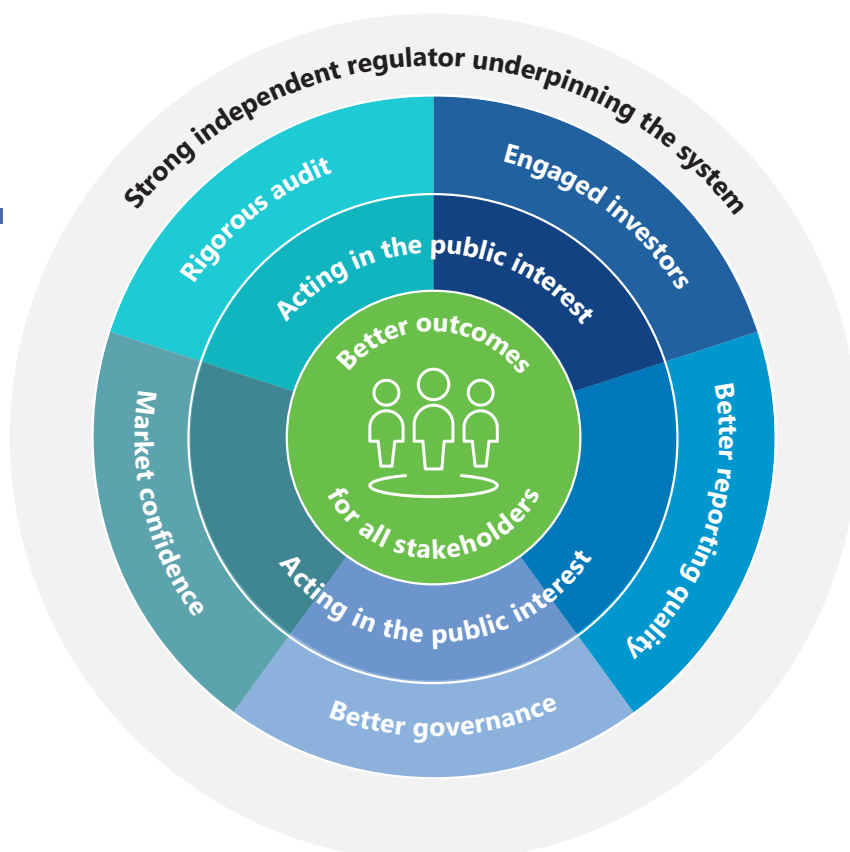 Strong independent regulator underpinning the system
Rigorous audit
Engaged investors
Acting in the public interest
Better outcomes
for all stakeholders
Market confidence
Better reporting quality
Acting in the public interest
Better governance